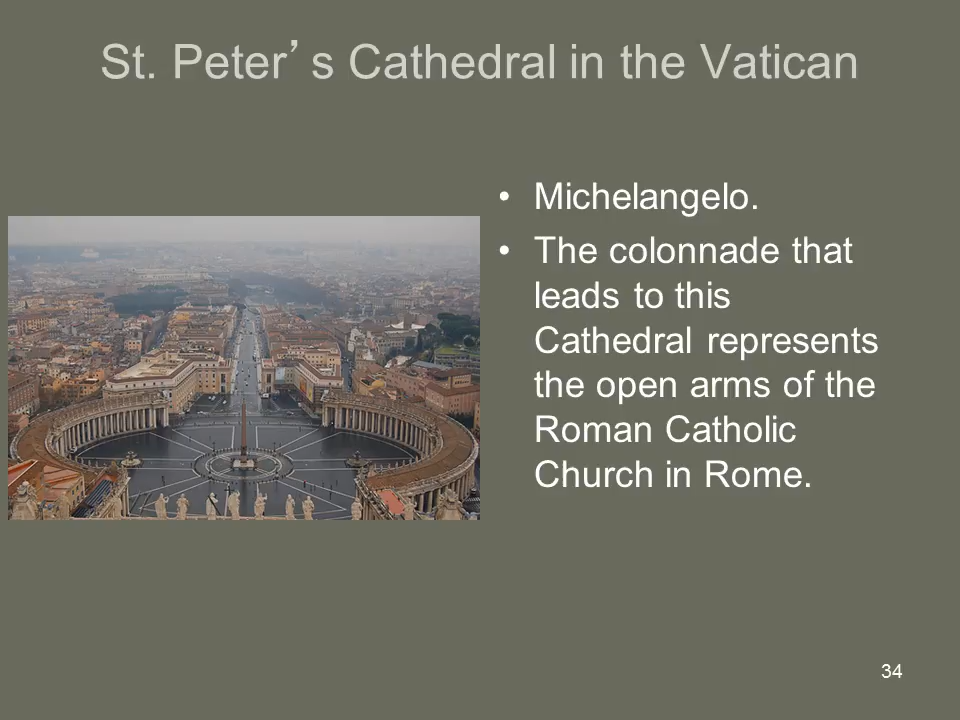 St. Peter’s Cathedral in the Vatican
• Michelangelo.
• The colonnade that
leads to this
Cathedral represents
the open arms of the
Roman Catholic
Church in Rome.
34